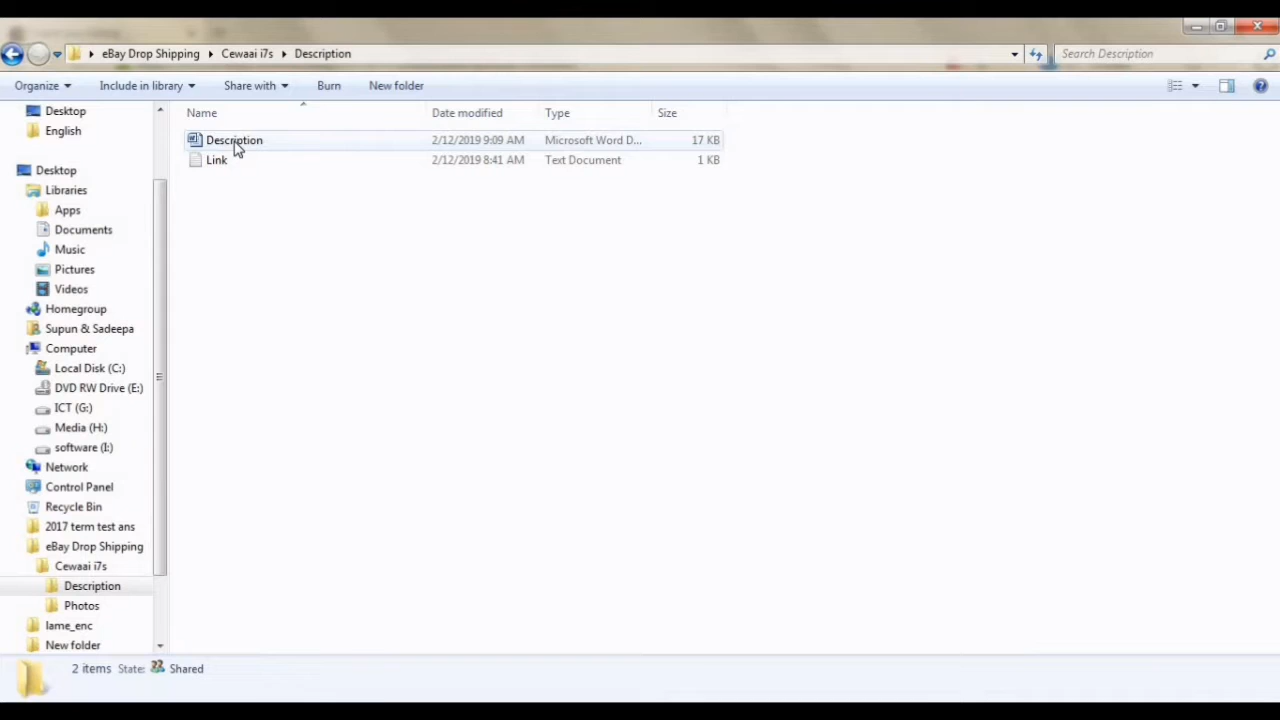 eBay Drop Shipping Cewaai i7s Description
Search Description
Organize Include in library Share with Burn New folder
Name Date modified Type Size
Description 2/12/2019 9:09 AM Microsoft Word D... 17 KB
Link 2/12/2019 8:41 AM Text Document 1 KB
Desktop
English
Desktop
Libraries
Apps
Documents
Music
Pictures
Videos
Homegroup
Supun & Sadeepa
Computer
Local Disk (C:)
DVD RW Drive (E:)
ICT (G:)
Media (H:)
software (I:)
Network
Control Panel
Recycle Bin
2017 term test ans
eBay Drop Shipping
Cewaai i7s
Description
Photos
lame_enc
New folder
2 items State: Shared